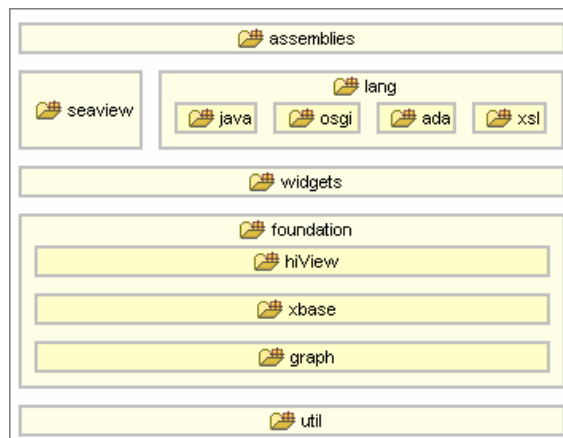 assemblies
seaview
lang
java osgi ada xsl
widgets
foundation
hiView
xbase
graph
util